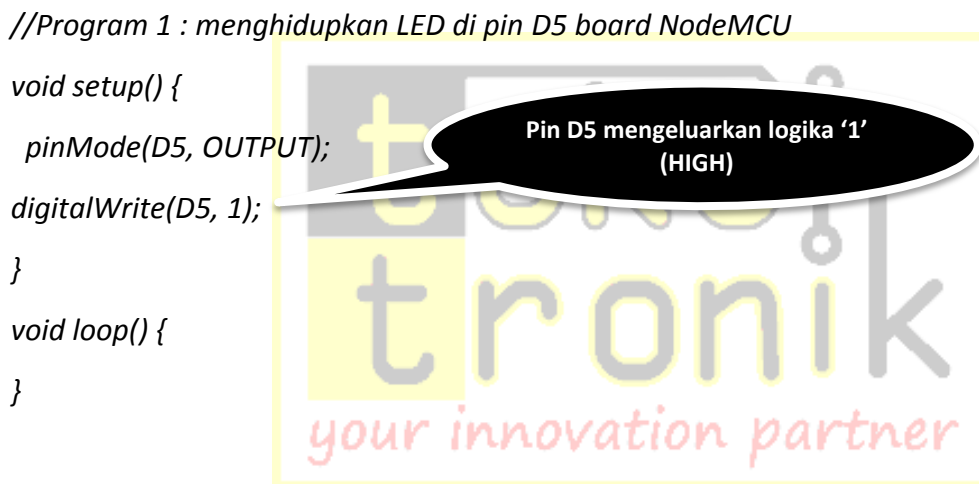 //Program 1 : menghidupkan LED di pin D5 board NodeMCU
void setup() {
pinMode(D5, OUTPUT);
Pin D5 mengeluarkan logika ‘1’
(HIGH)
digitalWrite(D5, 1);
}
void loop() {
}
tronik
your innovation partner